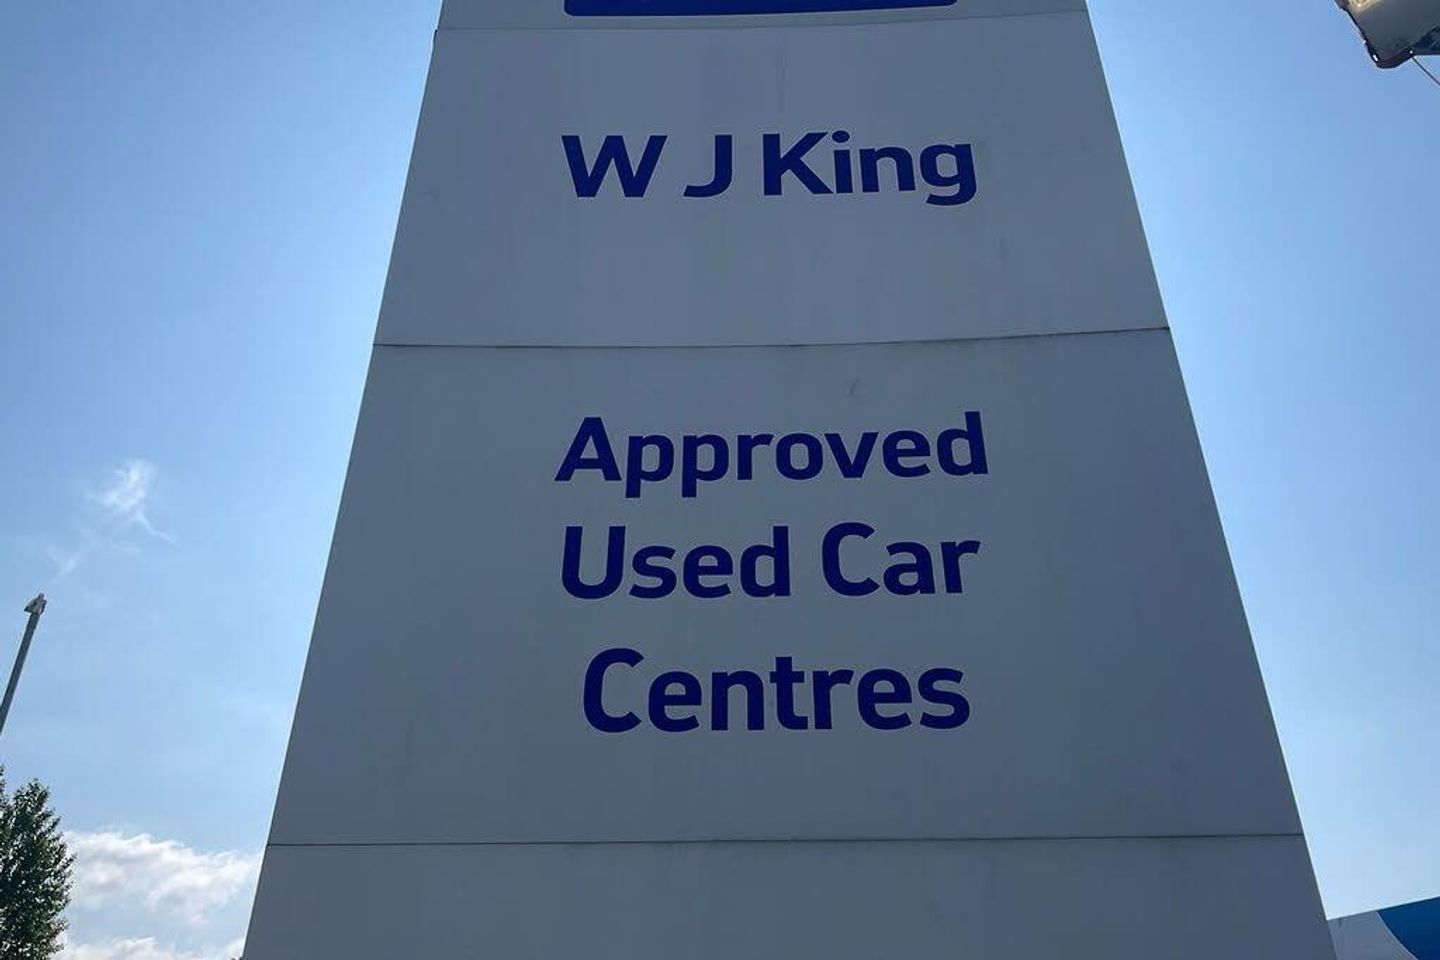 W J King
Approved
Used Car
Centres